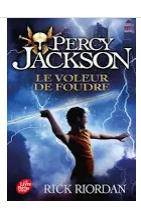 PERCY
JACKSON
LE VOLEUR
DE FOUDRE
RICK RIORDAN